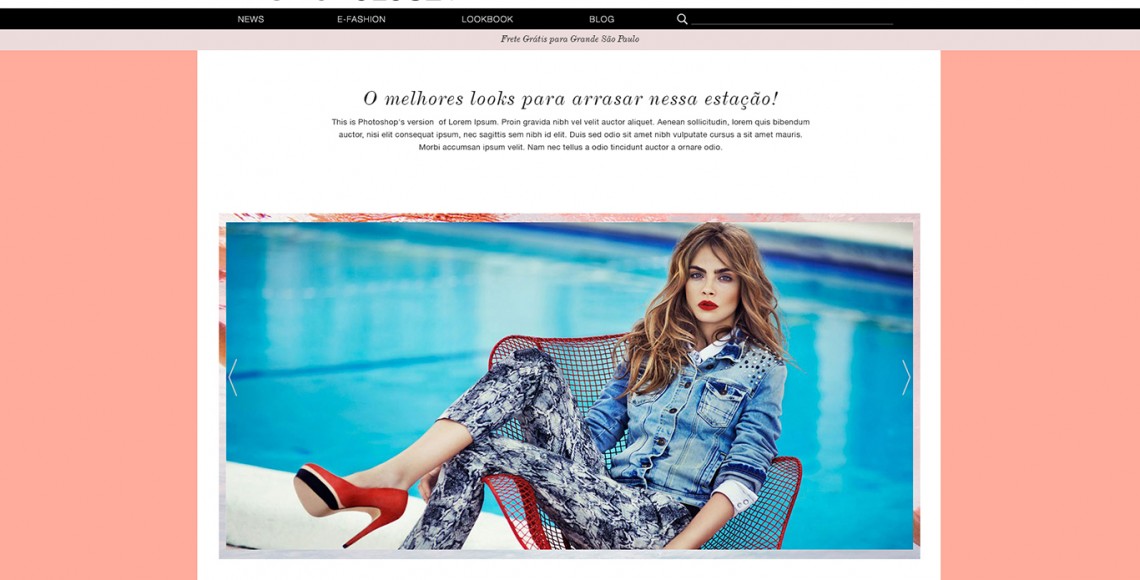 NEWS
E-FASHION
LOOKBOOK
BLOG
Frete Grátis para Grande São Paulo
O melhores looks para arrasar nessa estação!
This is Photoshop's version of Lorem Ipsum. Proin gravida nibh vel velit auctor aliquet. Aenean sollicitudin, lorem quis bibendum
auctor, nisi elit consequat ipsum, nec sagittis sem nibh id elit. Duis sed odio sit amet nibh vulputate cursus a sit amet mauris.
Morbi accumsan ipsum velit. Nam nec tellus a odio tincidunt auctor a ornare odio.